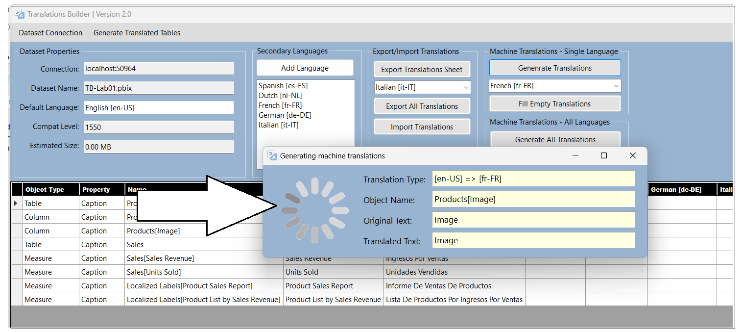 Translations Builder | Version 2.0
Dataset Connection Generate Translated Tables
Dataset Properties
Connection: localhost:50964
Dataset Name: TB-Lab01.pbix
Default Language: English [en-US]
Compat Level: 1550
Estimated Size: 0.00 MB
Secondary Languages
Add Language
Spanish [es-ES]
Dutch [nl-NL]
French [fr-FR]
German [de-DE]
Italian [it-IT]
Export/Import Translations
Export Translations Sheet
Italian [it-IT]
Export All Translations
Import Translations
Machine Translations - Single Language
Genenrate Translations
French [fr-FR]
Fill Empty Translations
Machine Translations - All Languages
Generate All Translations
Generating machine translations
Translation Type: [en-US] => [fr-FR]
Object Name: Products[Image]
Original Text: Image
Translated Text: Image
Object Type Property Name German [de-DE]
Table Caption
Column Caption
Column Caption Products[Image]
Table Caption Sales
Measure Caption Sales[Sales Revenue] Sales Revenue Ingresos Por Ventas
Measure Caption Sales[Units Sold] Units Sold Unidades Vendidas
Measure Caption Localized Labels[Product Sales Report] Product Sales Report Informe De Ventas De Productos
Measure Caption Localized Labels[Product List by Sales Revenue] Product List by Sales Revenue Lista De Productos Por Ingresos Por Ventas